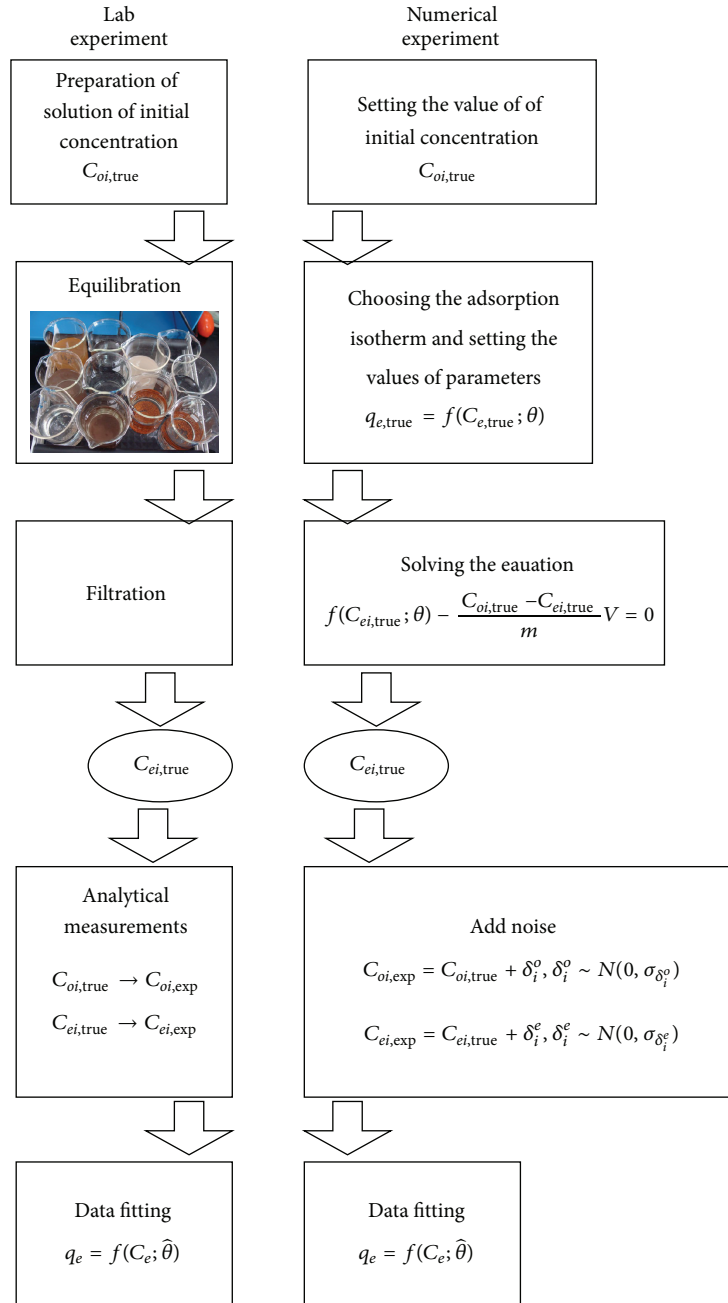 Lab
experiment
Preparation of
solution of initial
concentration
C_{oi,true}
Equilibration
Filtration
C_{ei,true}
Analytical
measurements
C_{oi,true} → C_{oi,exp}
C_{ei,true} → C_{ei,exp}
Data fitting
q_e = f(C_e; θ̂)
Numerical
experiment
Setting the value of of
initial concentration
C_{oi,true}
Choosing the adsorption
isotherm and setting the
values of parameters
q_{e,true} = f(C_{e,true}; θ)
Solving the eauation
f(C_{ei,true}; θ) − \frac{C_{oi,true} − C_{ei,true}}{m} V = 0
C_{ei,true}
Add noise
C_{oi,exp} = C_{oi,true} + δ_i^o, δ_i^o ∼ N(0, σ_{δ_i^o})
C_{ei,exp} = C_{ei,true} + δ_i^e, δ_i^e ∼ N(0, σ_{δ_i^e})
Data fitting
q_e = f(C_e; θ̂)